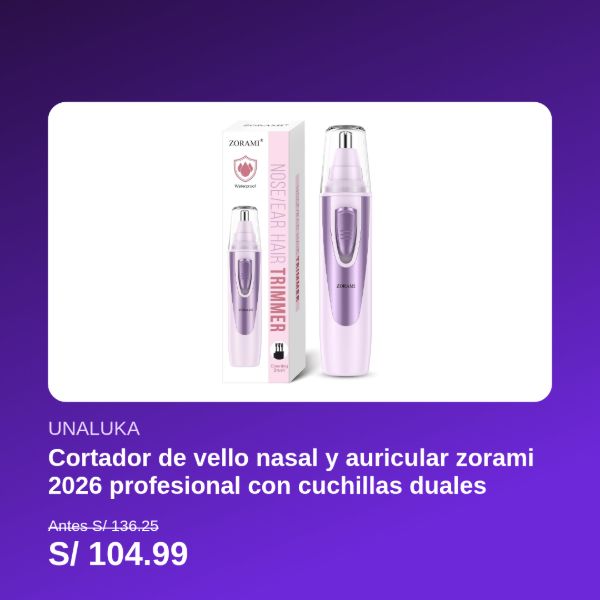 ZORAMI
Waterproof
NOSE/EAR HAIR TRIMMER
ZORAMI
UNALUKA
Cortador de vello nasal y auricular zorami
2026 profesional con cuchillas duales
Antes S/ 136.25
S/ 104.99